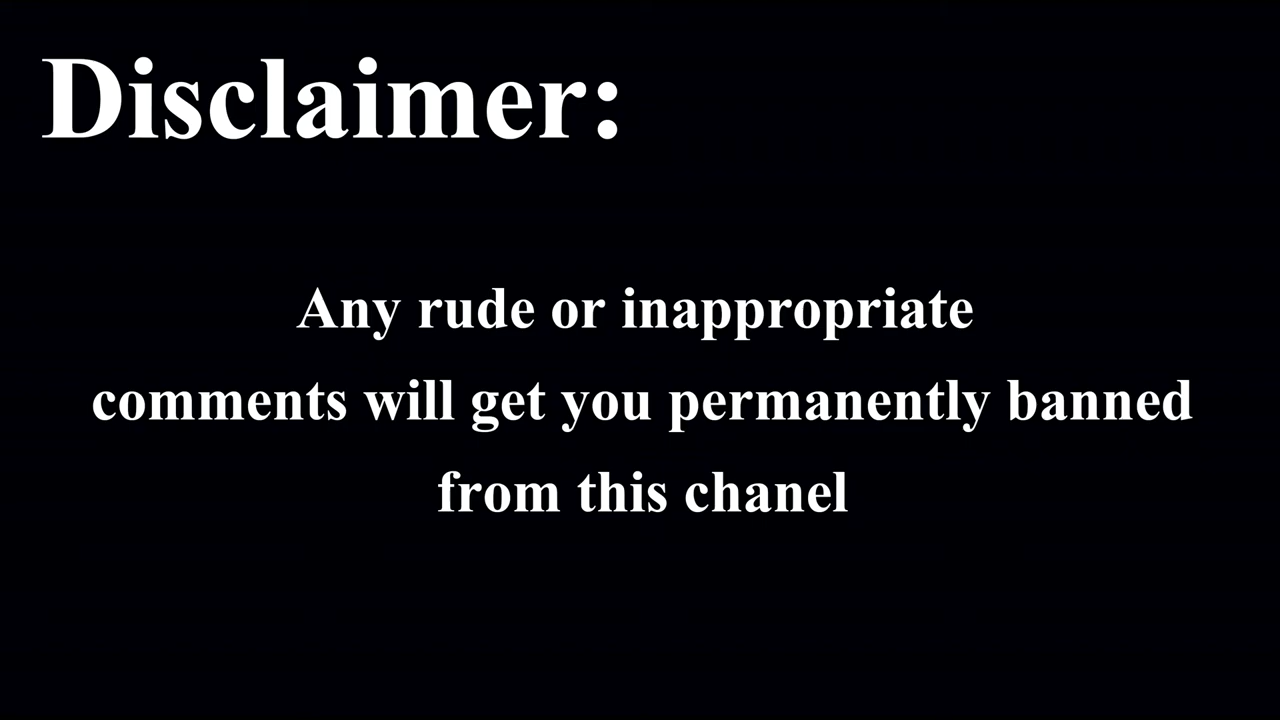 Disclaimer:
Any rude or inappropriate
comments will get you permanently banned
from this chanel